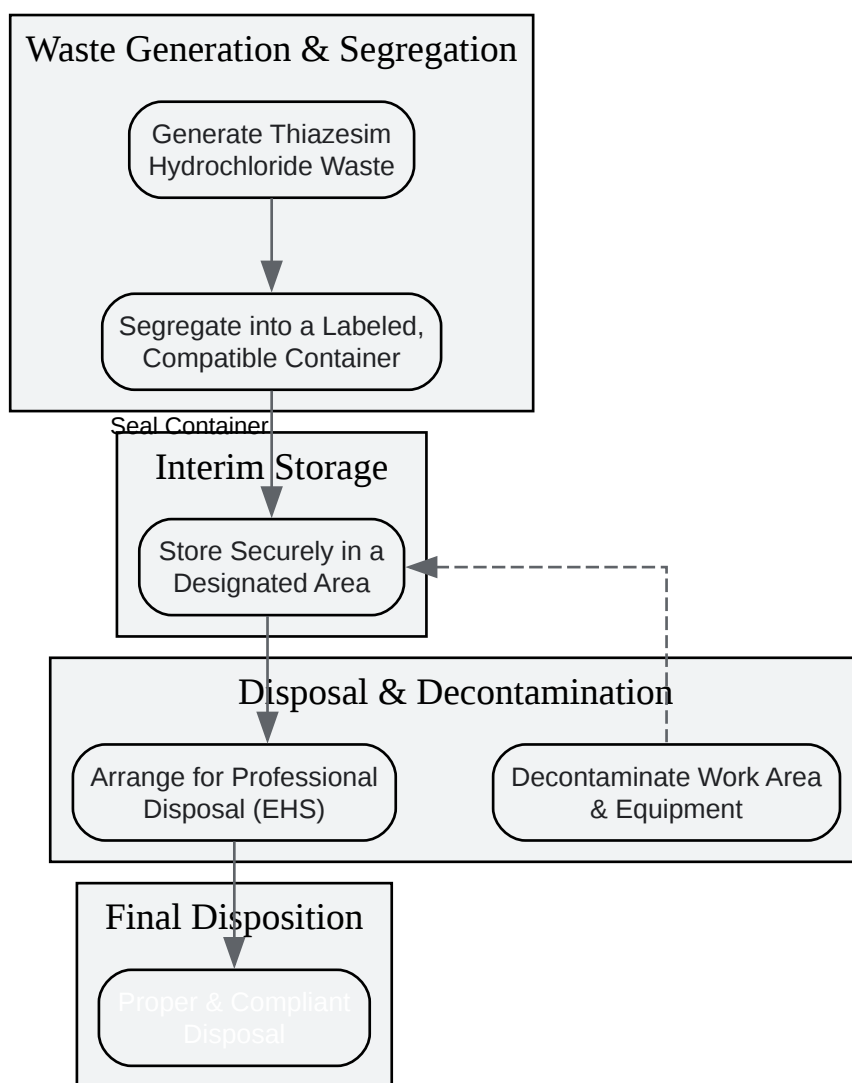 Waste Generation & Segregation
Generate Thiazesim
Hydrochloride Waste
Segregate into a Labeled,
Compatible Container
Seal Container
Interim Storage
Store Securely in a
Designated Area
Disposal & Decontamination
Arrange for Professional
Disposal (EHS)
Decontaminate Work Area
& Equipment
Final Disposition
Proper & Compliant
Disposal